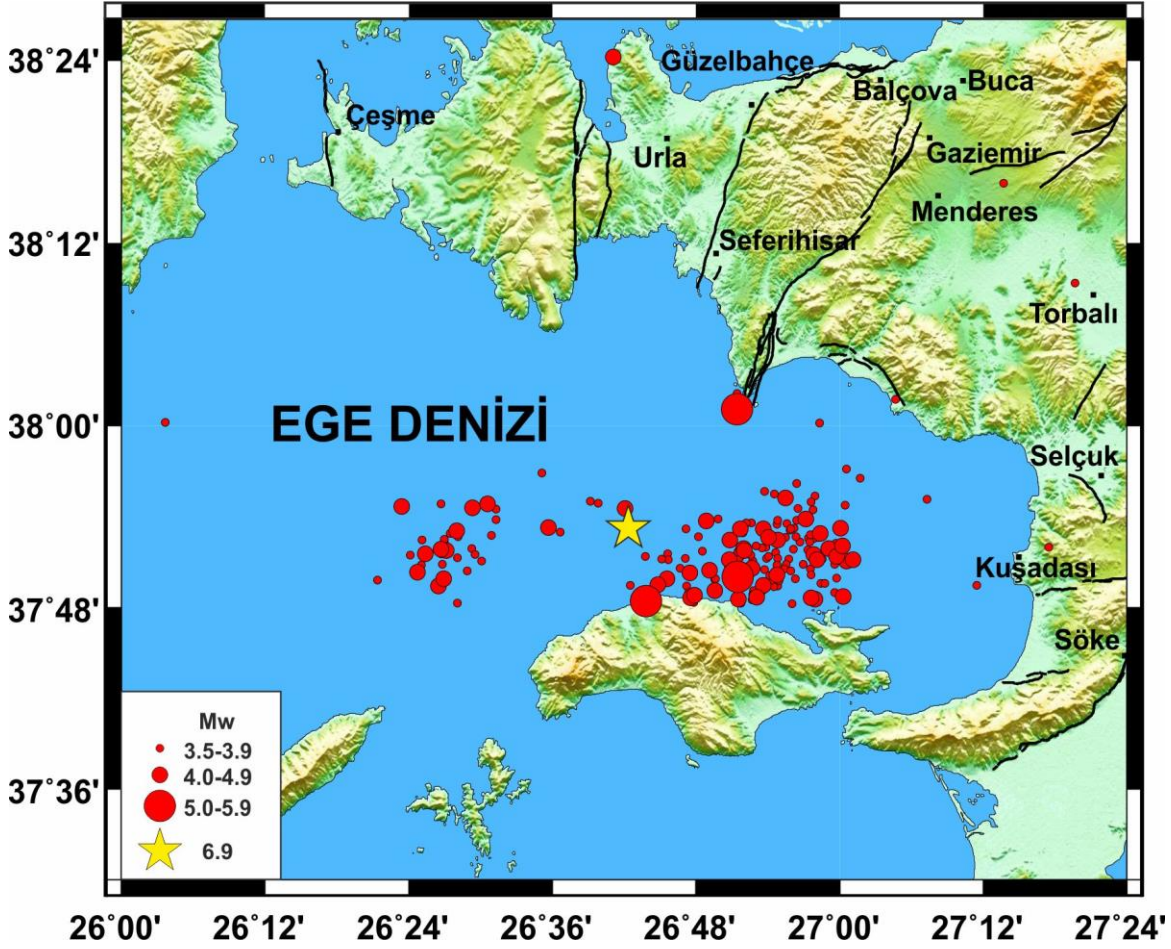 38°24'
Güzelbahçe
Balçova
Buca
Çeşme
Urla
Gaziemir
Menderes
38°12'
Seferihisar
Torbalı
38°00'
EGE DENİZİ
Selçuk
Kuşadası
37°48'
Söke
Mw
3.5-3.9
4.0-4.9
5.0-5.9
6.9
37°36'
26°00' 26°12' 26°24' 26°36' 26°48' 27°00' 27°12' 27°24'